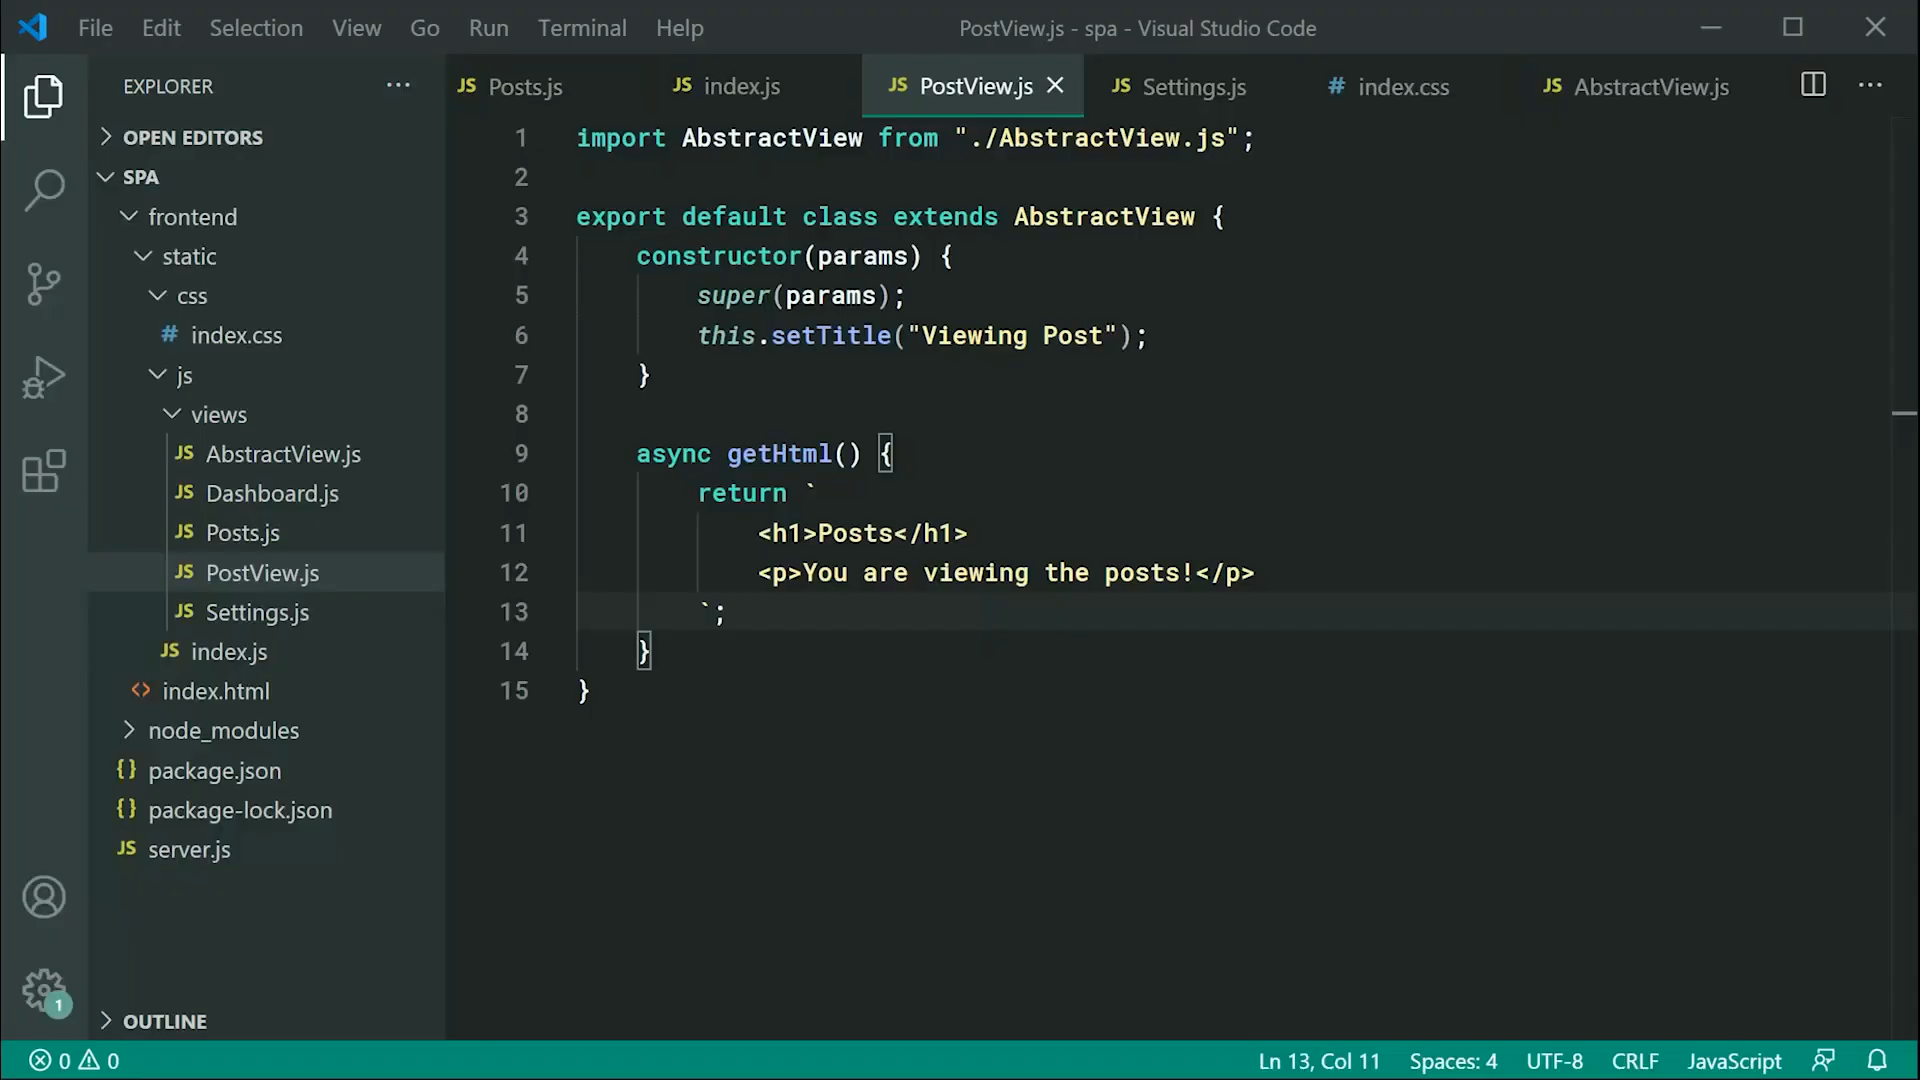 File Edit Selection View Go Run Terminal Help PostView.js - spa - Visual Studio Code
EXPLORER
OPEN EDITORS
SPA
frontend
static
css
# index.css
js
views
JS AbstractView.js
JS Dashboard.js
JS Posts.js
JS PostView.js
JS Settings.js
JS index.js
<> index.html
node_modules
{} package.json
{} package-lock.json
JS server.js
OUTLINE
1
JS Posts.js JS index.js JS PostView.js JS Settings.js # index.css JS AbstractView.js
1 import AbstractView from "./AbstractView.js";
2
3 export default class extends AbstractView {
4 constructor(params) {
5 super(params);
6 this.setTitle("Viewing Post");
7 }
8
9 async getHtml() {
10 return `
11 <h1>Posts</h1>
12 <p>You are viewing the posts!</p>
13 `;
14 }
15 }
0 0 Ln 13, Col 11 Spaces: 4 UTF-8 CRLF JavaScript